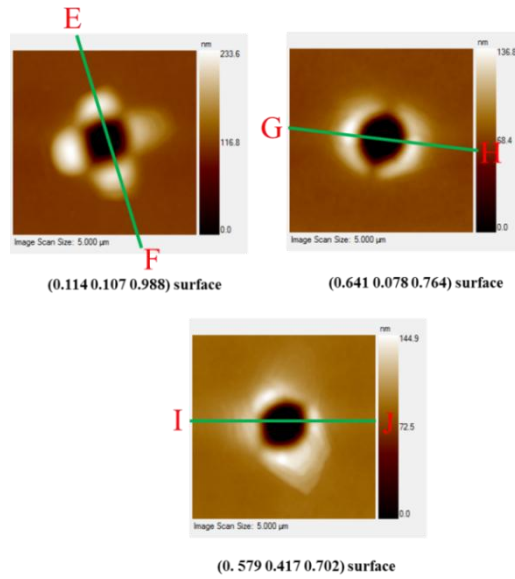 E
nm
233.6
116.8
0.0
F
Image Scan Size: 5.000 µm
(0.114 0.107 0.988) surface
G
H
nm
136.8
68.4
0.0
Image Scan Size: 5.000 µm
(0.641 0.078 0.764) surface
I
J
nm
144.9
72.5
0.0
Image Scan Size: 5.000 µm
(0. 579 0.417 0.702) surface